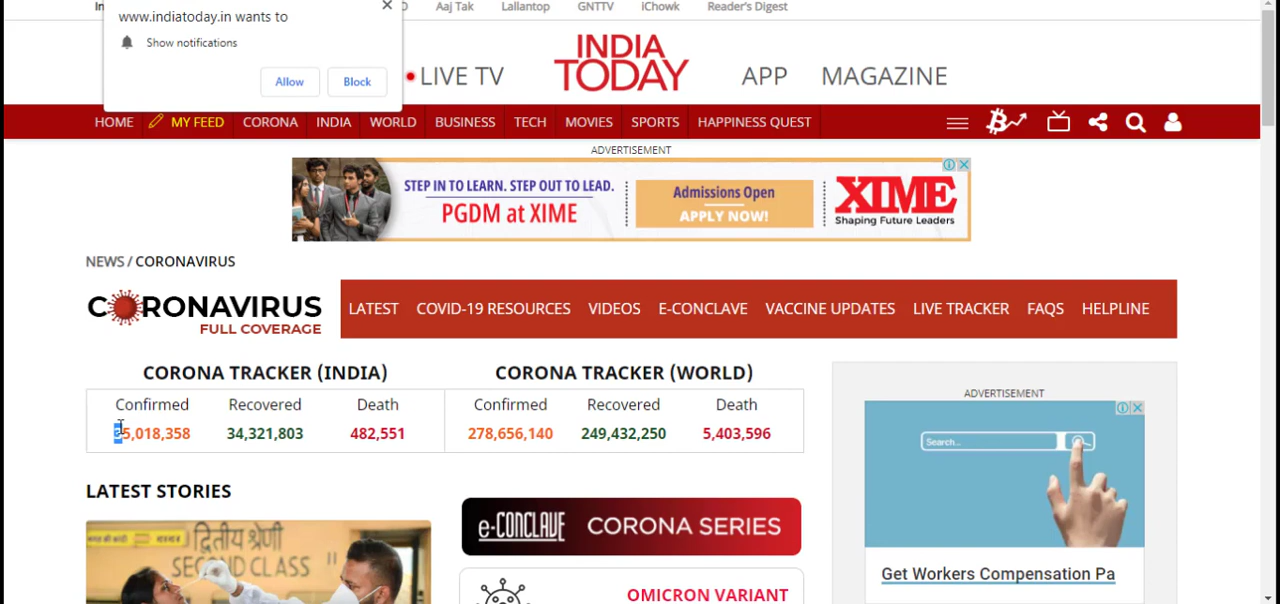 www.indiatoday.in wants to
Show notifications
Allow
Block
Aaj Tak
Lallantop
GNTTV
iChowk
Reader's Digest
LIVE TV
INDIA
TODAY
APP
MAGAZINE
HOME
MY FEED
CORONA
INDIA
WORLD
BUSINESS
TECH
MOVIES
SPORTS
HAPPINESS QUEST
ADVERTISEMENT
STEP IN TO LEARN. STEP OUT TO LEAD.
PGDM at XIME
Admissions Open
APPLY NOW!
XIME
Shaping Future Leaders
NEWS / CORONAVIRUS
CORONAVIRUS
FULL COVERAGE
LATEST
COVID-19 RESOURCES
VIDEOS
E-CONCLAVE
VACCINE UPDATES
LIVE TRACKER
FAQS
HELPLINE
CORONA TRACKER (INDIA)
Confirmed Recovered Death
5,018,358 34,321,803 482,551
CORONA TRACKER (WORLD)
Confirmed Recovered Death
278,656,140 249,432,250 5,403,596
ADVERTISEMENT
Search...
Get Workers Compensation Pa
LATEST STORIES
द्वितीय श्रेणी
SECOND CLASS
e-CONCLAVE CORONA SERIES
OMICRON VARIANT